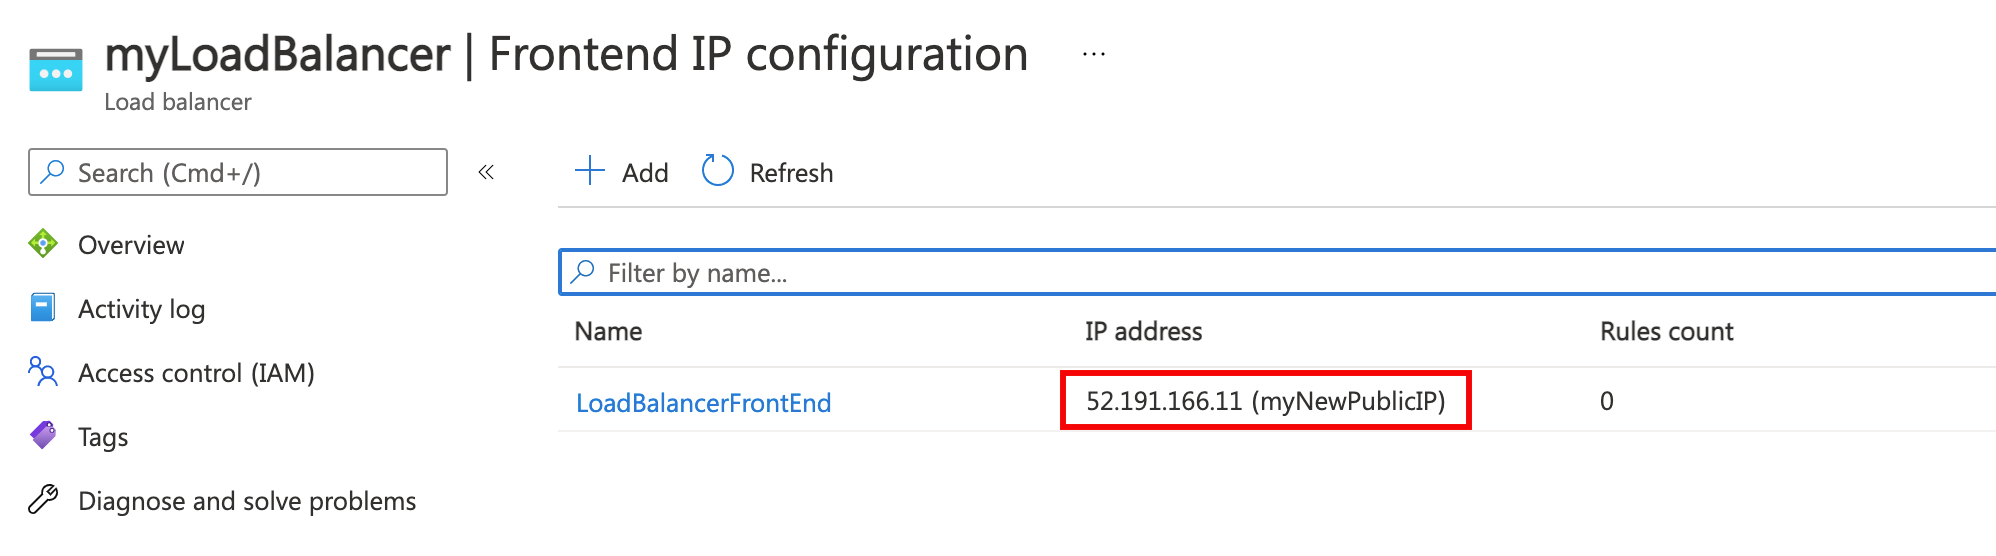 myLoadBalancer | Frontend IP configuration ...
Load balancer
Search (Cmd+/) «
Add Refresh
Overview
Activity log
Access control (IAM)
Tags
Diagnose and solve problems
Filter by name...
Name IP address Rules count
LoadBalancerFrontEnd 52.191.166.11 (myNewPublicIP) 0